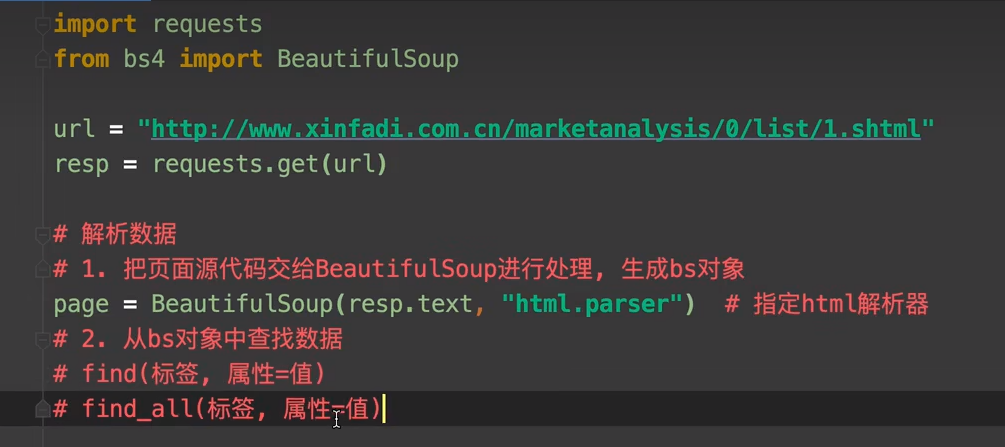 import requests
from bs4 import BeautifulSoup
url = "http://www.xinfadi.com.cn/marketanalysis/0/list/1.shtml"
resp = requests.get(url)
# 解析数据
# 1. 把页面源代码交给BeautifulSoup进行处理, 生成bs对象
page = BeautifulSoup(resp.text, "html.parser")  # 指定html解析器
# 2. 从bs对象中查找数据
# find(标签, 属性=值)
# find_all(标签, 属性=值)